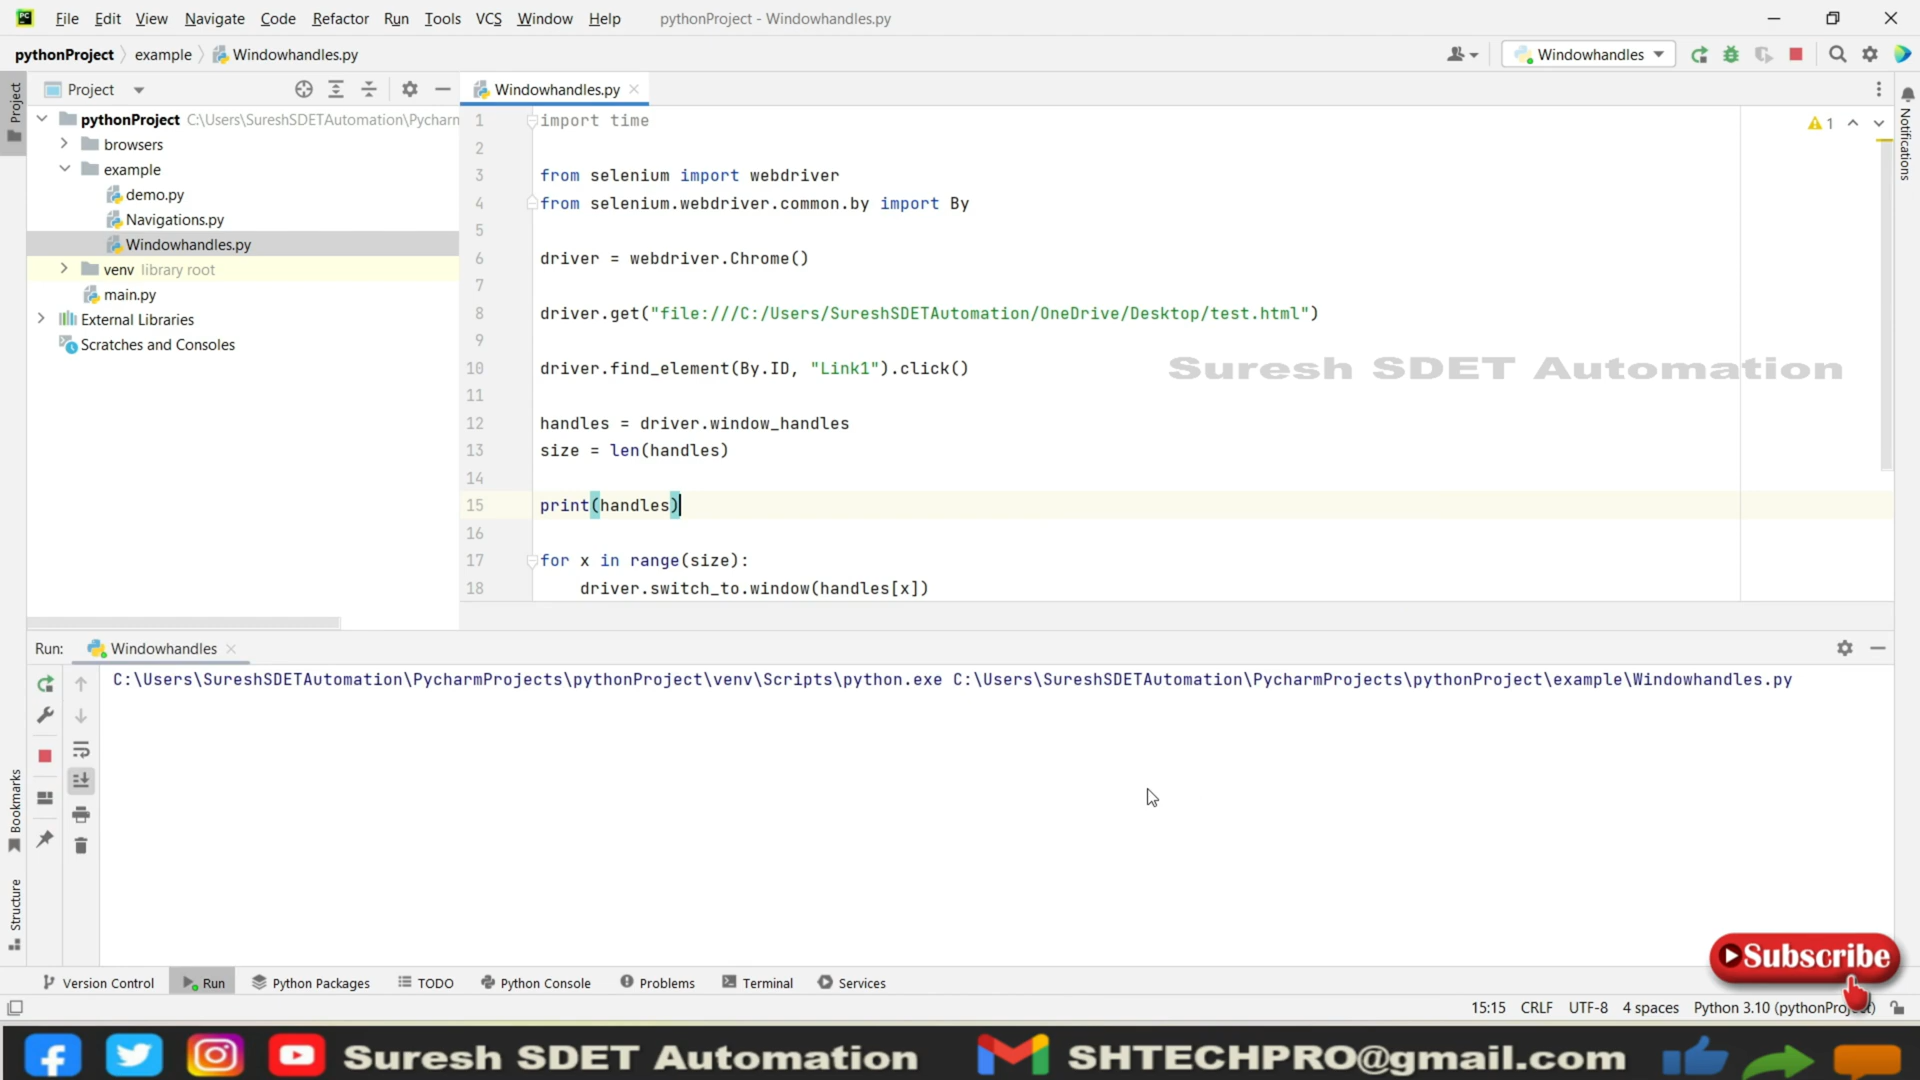 File Edit View Navigate Code Refactor Run Tools VCS Window Help pythonProject - Windowhandles.py
pythonProject example Windowhandles.py Windowhandles
Project
Project
Windowhandles.py
Notifications
pythonProject C:\Users\SureshSDETAutomation\Pycharm
browsers
example
demo.py
Navigations.py
Windowhandles.py
venv library root
main.py
External Libraries
Scratches and Consoles
1 import time
2
3 from selenium import webdriver
4 from selenium.webdriver.common.by import By
5
6 driver = webdriver.Chrome()
7
8 driver.get("file:///C:/Users/SureshSDETAutomation/OneDrive/Desktop/test.html")
9
10 driver.find_element(By.ID, "Link1").click()
11
12 handles = driver.window_handles
13 size = len(handles)
14
15 print(handles)
16
17 for x in range(size):
18 driver.switch_to.window(handles[x])
1
Suresh SDET Automation
Run: Windowhandles
C:\Users\SureshSDETAutomation\PycharmProjects\pythonProject\venv\Scripts\python.exe C:\Users\SureshSDETAutomation\PycharmProjects\pythonProject\example\Windowhandles.py
Bookmarks
Structure
Subscribe
Version Control Run Python Packages TODO Python Console Problems Terminal Services
15:15 CRLF UTF-8 4 spaces Python 3.10 (pythonProject)
Suresh SDET Automation SHTECHPRO@gmail.com